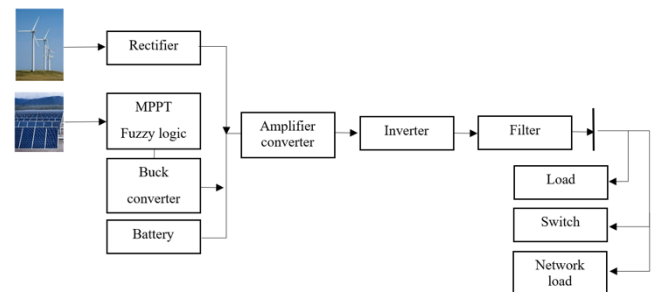 Rectifier
MPPT
Fuzzy logic
Buck
converter
Battery
Amplifier
converter
Inverter
Filter
Load
Switch
Network
load